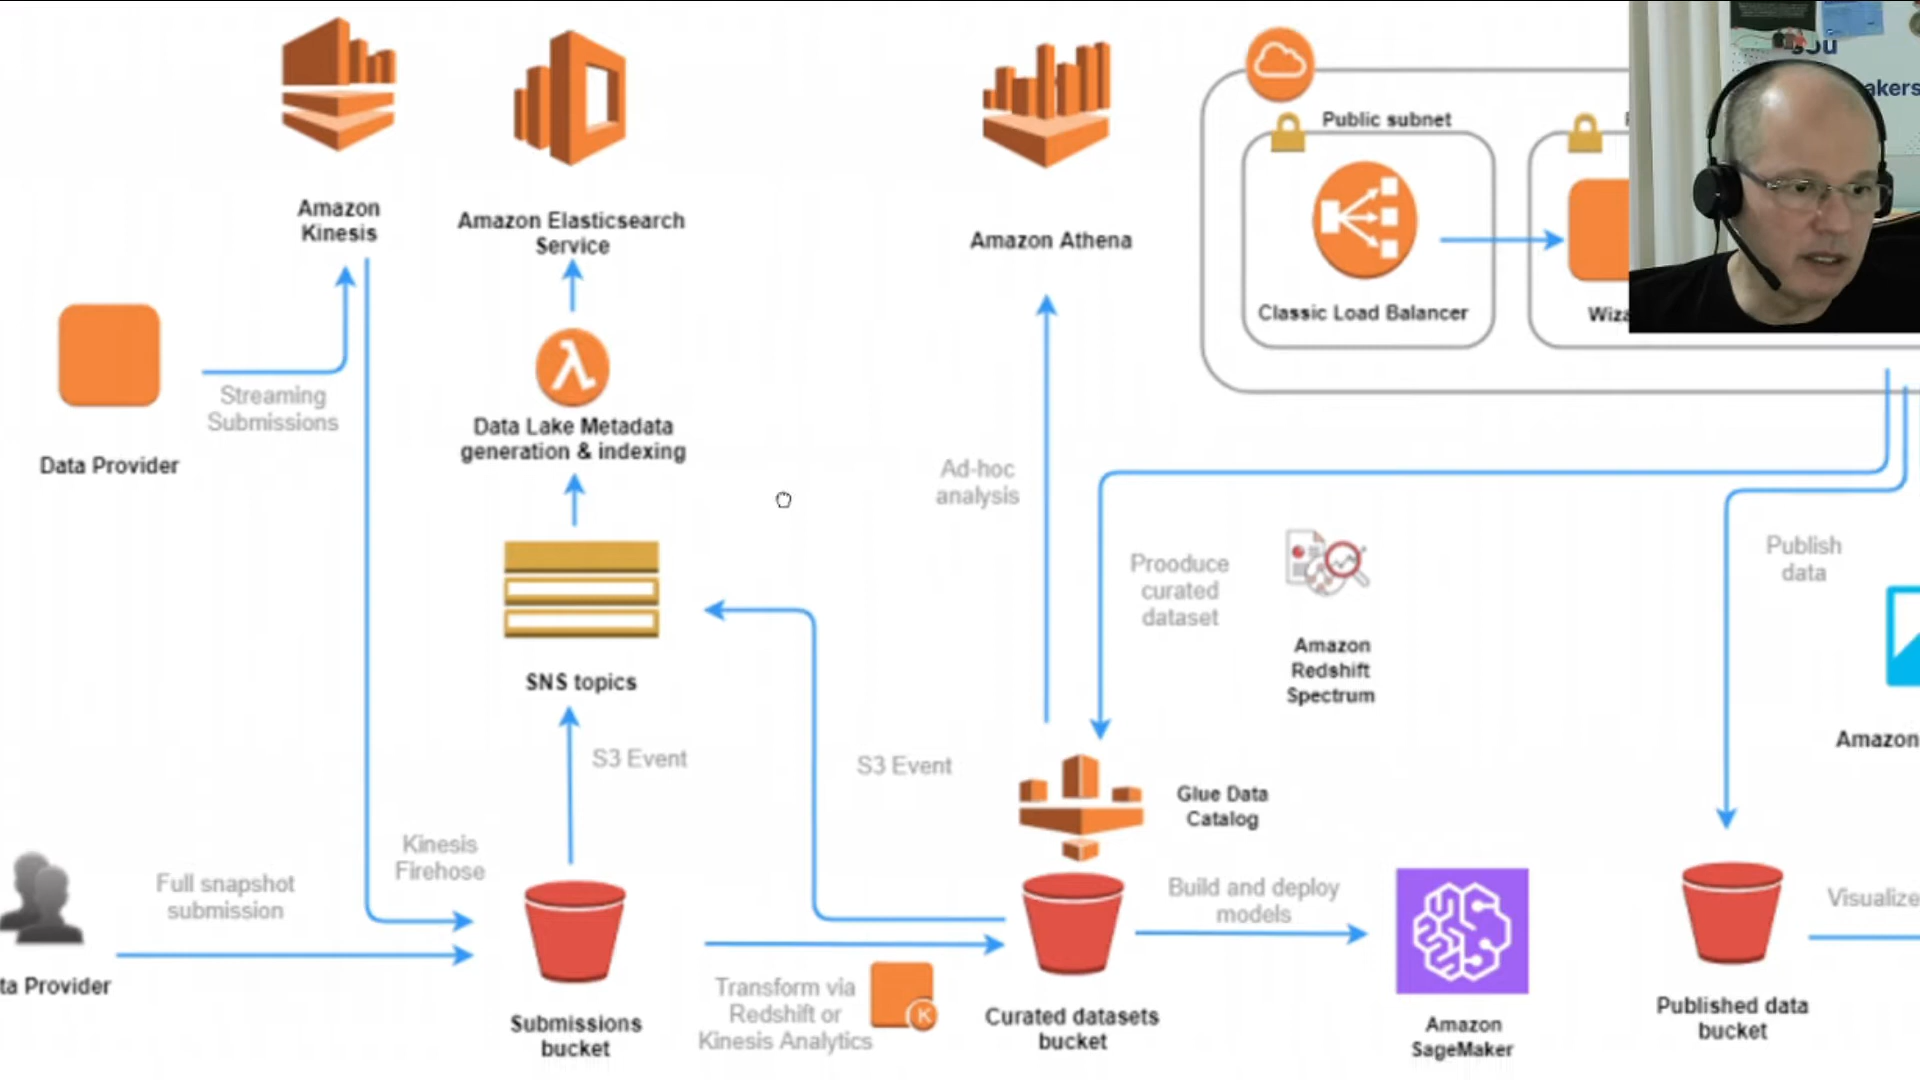 Amazon
Kinesis
Amazon Elasticsearch
Service
Amazon Athena
Public subnet
Classic Load Balancer
Wiza
akers
Streaming
Submissions
Data Provider
Data Lake Metadata
generation & indexing
Ad-hoc
analysis
Prooduce
curated
dataset
Amazon
Redshift
Spectrum
Publish
data
Amazon
SNS topics
S3 Event
S3 Event
Glue Data
Catalog
Kinesis
Firehose
Full snapshot
submission
ta Provider
Build and deploy
models
Visualize
Transform via
Redshift or
Kinesis Analytics
K
Submissions
bucket
Curated datasets
bucket
Amazon
SageMaker
Published data
bucket